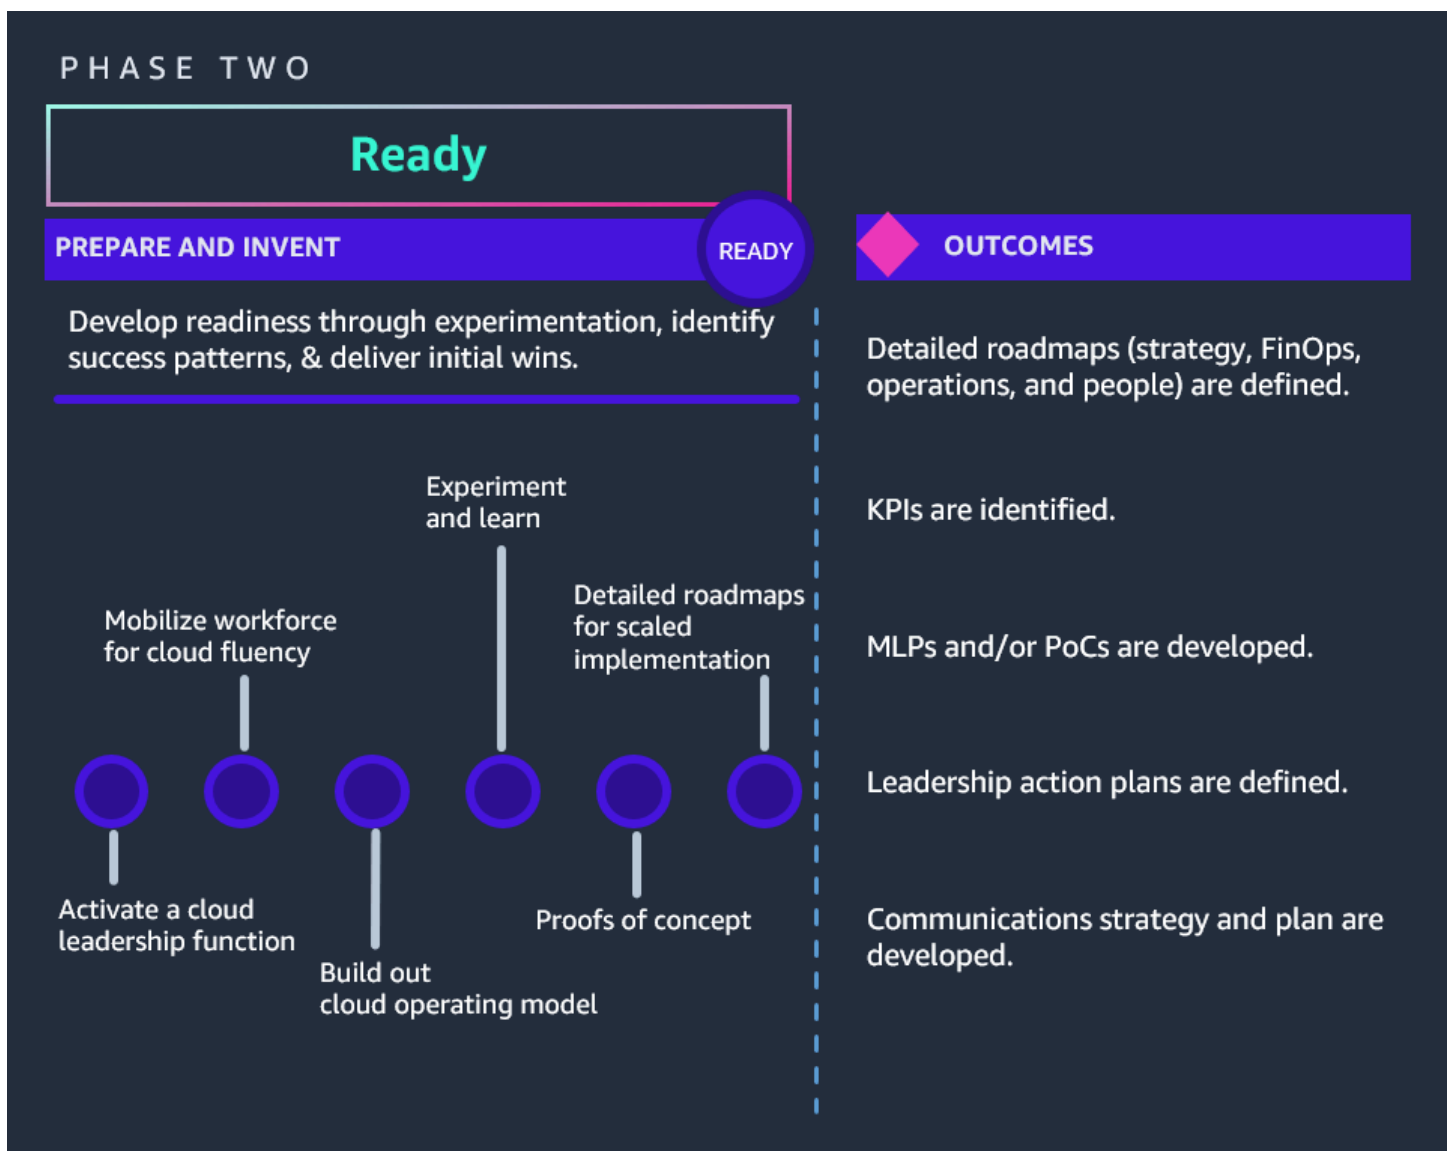 PHASE TWO
Ready
PREPARE AND INVENT
READY
Develop readiness through experimentation, identify
success patterns, & deliver initial wins.
Experiment
and learn
Mobilize workforce
for cloud fluency
Detailed roadmaps
for scaled
implementation
Activate a cloud
leadership function
Build out
cloud operating model
Proofs of concept
OUTCOMES
Detailed roadmaps (strategy, FinOps,
operations, and people) are defined.
KPIs are identified.
MLPs and/or PoCs are developed.
Leadership action plans are defined.
Communications strategy and plan are
developed.